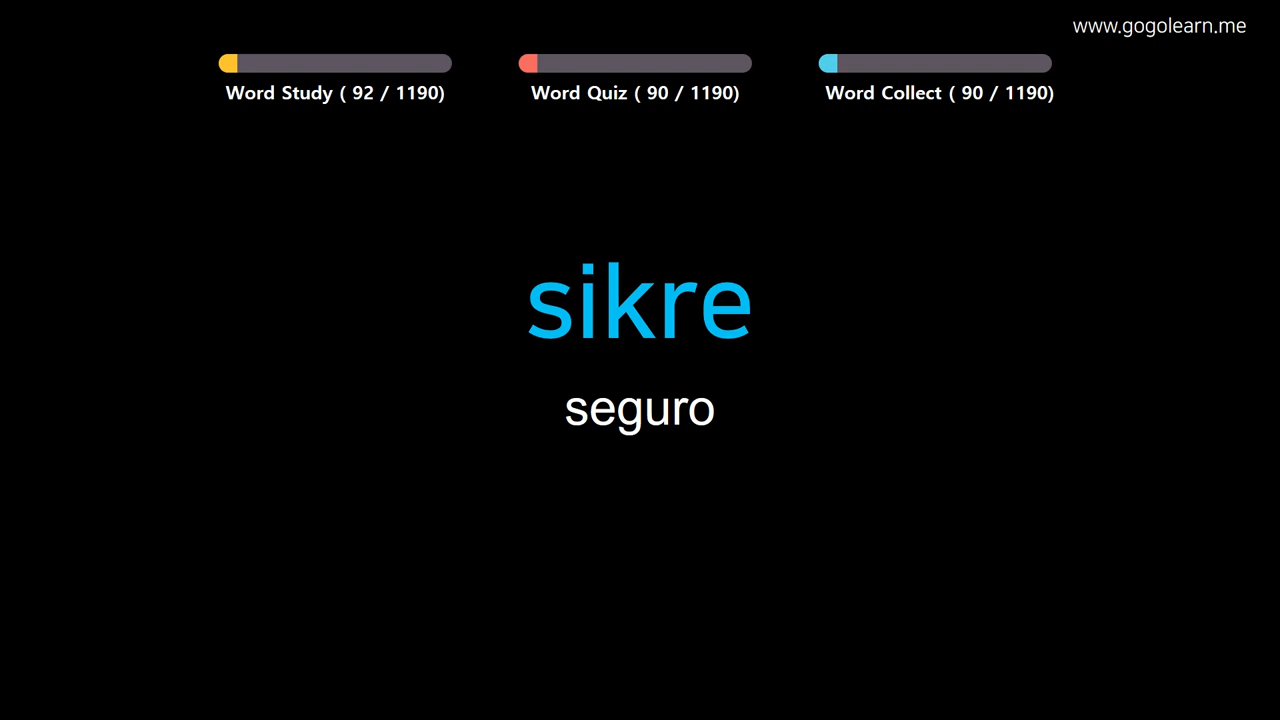 www.gogolearn.me
Word Study ( 92 / 1190)
Word Quiz ( 90 / 1190)
Word Collect ( 90 / 1190)
sikre
seguro